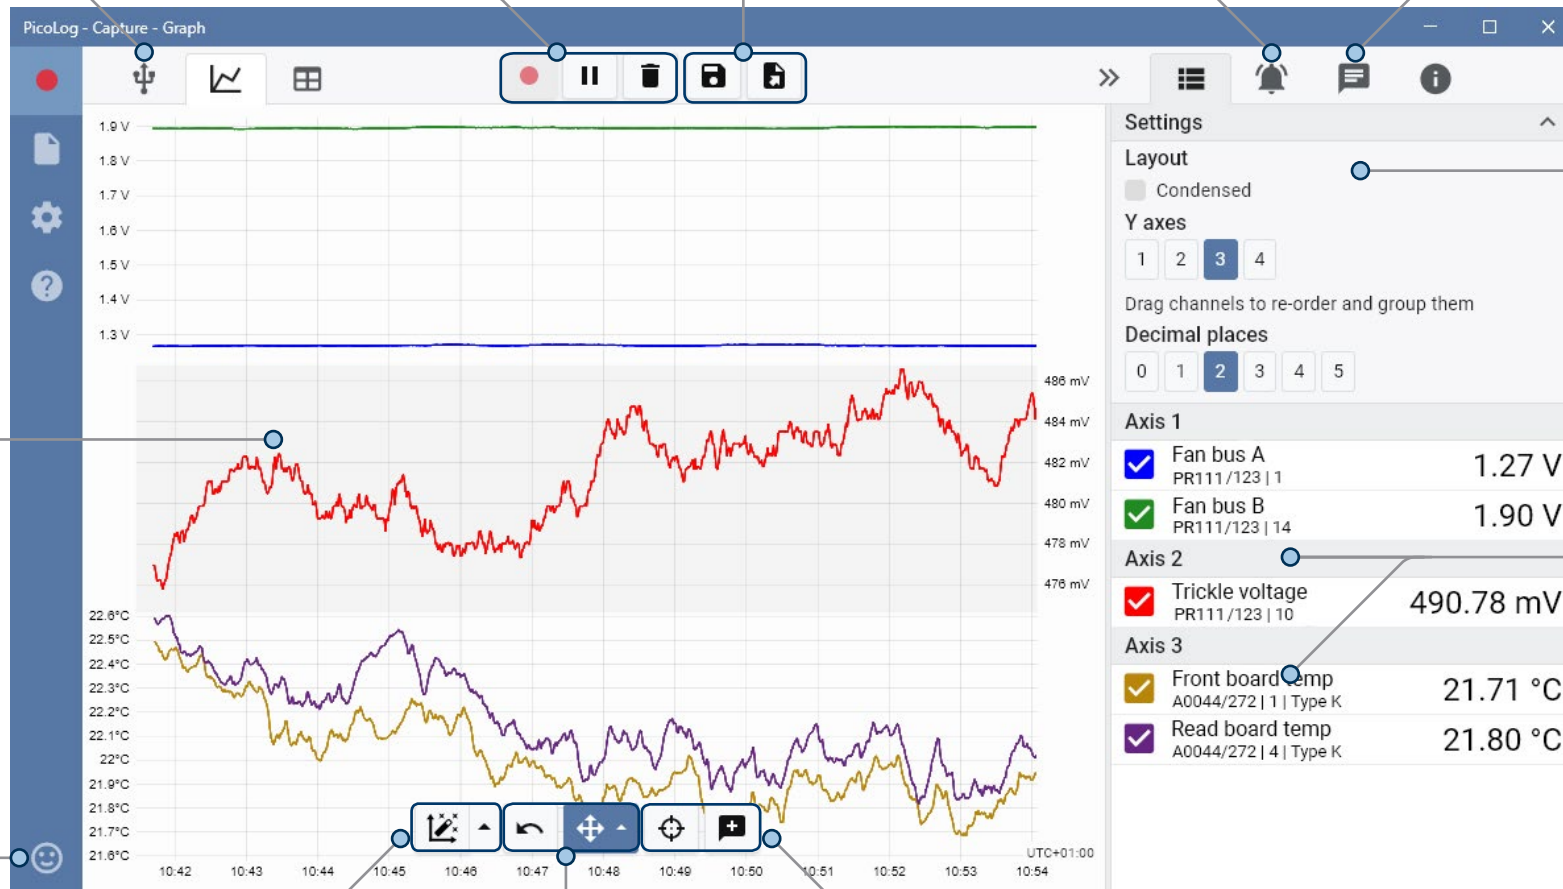 PicoLog - Capture - Graph
1.9 V
1.8 V
1.7 V
1.6 V
1.5 V
1.4 V
1.3 V
486 mV
484 mV
482 mV
480 mV
478 mV
476 mV
22.6°C
22.5°C
22.4°C
22.3°C
22.2°C
22.1°C
22°C
21.9°C
21.8°C
21.7°C
21.6°C
UTC+01:00
10:42 10:43 10:44 10:45 10:46 10:47 10:48 10:49 10:50 10:51 10:52 10:53 10:54
Settings
Layout
Condensed
Y axes
1 2 3 4
Drag channels to re-order and group them
Decimal places
0 1 2 3 4 5
Axis 1
Fan bus A
PR111/123 | 1
1.27 V
Fan bus B
PR111/123 | 14
1.90 V
Axis 2
Trickle voltage
PR111/123 | 10
490.78 mV
Axis 3
Front board temp
A0044/272 | 1 | Type K
21.71 °C
Read board temp
A0044/272 | 4 | Type K
21.80 °C